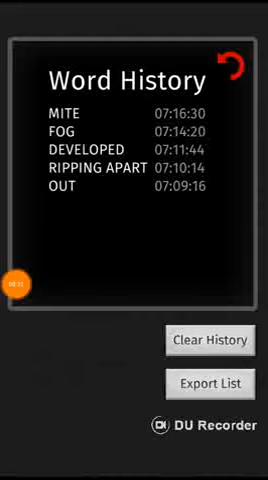 Word History
MITE 07:16:30
FOG 07:14:20
DEVELOPED 07:11:44
RIPPING APART 07:10:14
OUT 07:09:16
Clear History
Export List
DU Recorder